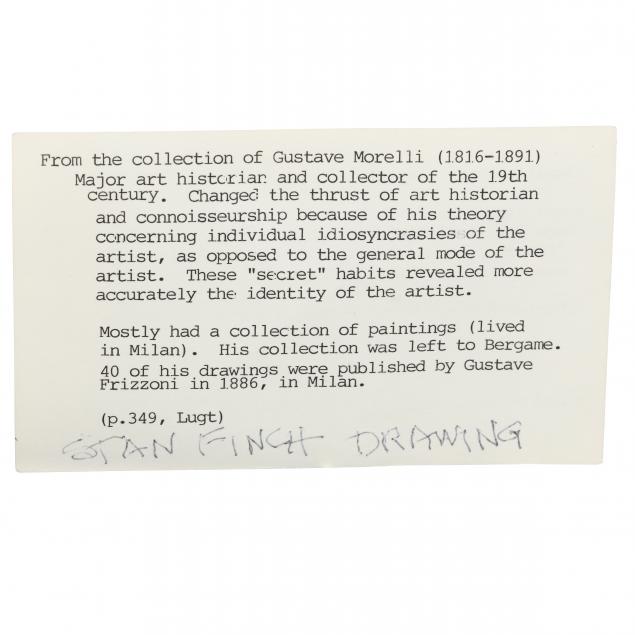 From the collection of Gustave Morelli (1816-1891)
Major art historian and collector of the 19th
century. Changed the thrust of art historian
and connoisseurship because of his theory
concerning individual idiosyncrasies of the
artist, as opposed to the general mode of the
artist. These "secret" habits revealed more
accurately the identity of the artist.
Mostly had a collection of paintings (lived
in Milan). His collection was left to Bergame.
40 of his drawings were published by Gustave
Frizzoni in 1886, in Milan.
(p.349, Lugt)
STAN FINCH DRAWING